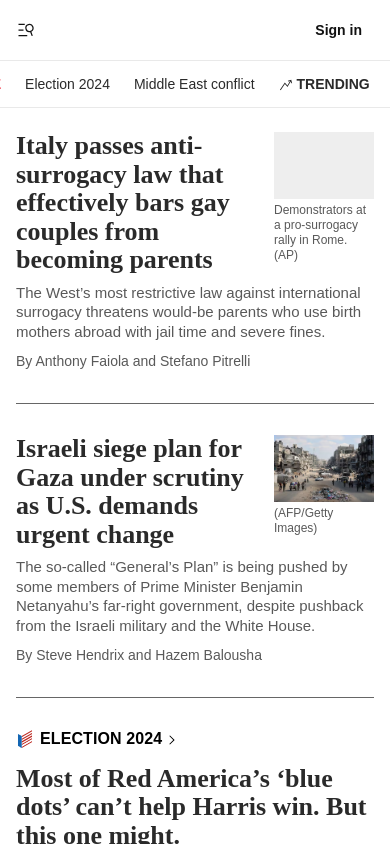 Sign in
Election 2024
Middle East conflict
TRENDING
Italy passes anti-
surrogacy law that
effectively bars gay
couples from
becoming parents
Demonstrators at
a pro-surrogacy
rally in Rome.
(AP)
The West’s most restrictive law against international
surrogacy threatens would-be parents who use birth
mothers abroad with jail time and severe fines.
By Anthony Faiola and Stefano Pitrelli
Israeli siege plan for
Gaza under scrutiny
as U.S. demands
urgent change
(AFP/Getty
Images)
The so-called “General’s Plan” is being pushed by
some members of Prime Minister Benjamin
Netanyahu’s far-right government, despite pushback
from the Israeli military and the White House.
By Steve Hendrix and Hazem Balousha
ELECTION 2024
Most of Red America’s ‘blue
dots’ can’t help Harris win. But
this one might.